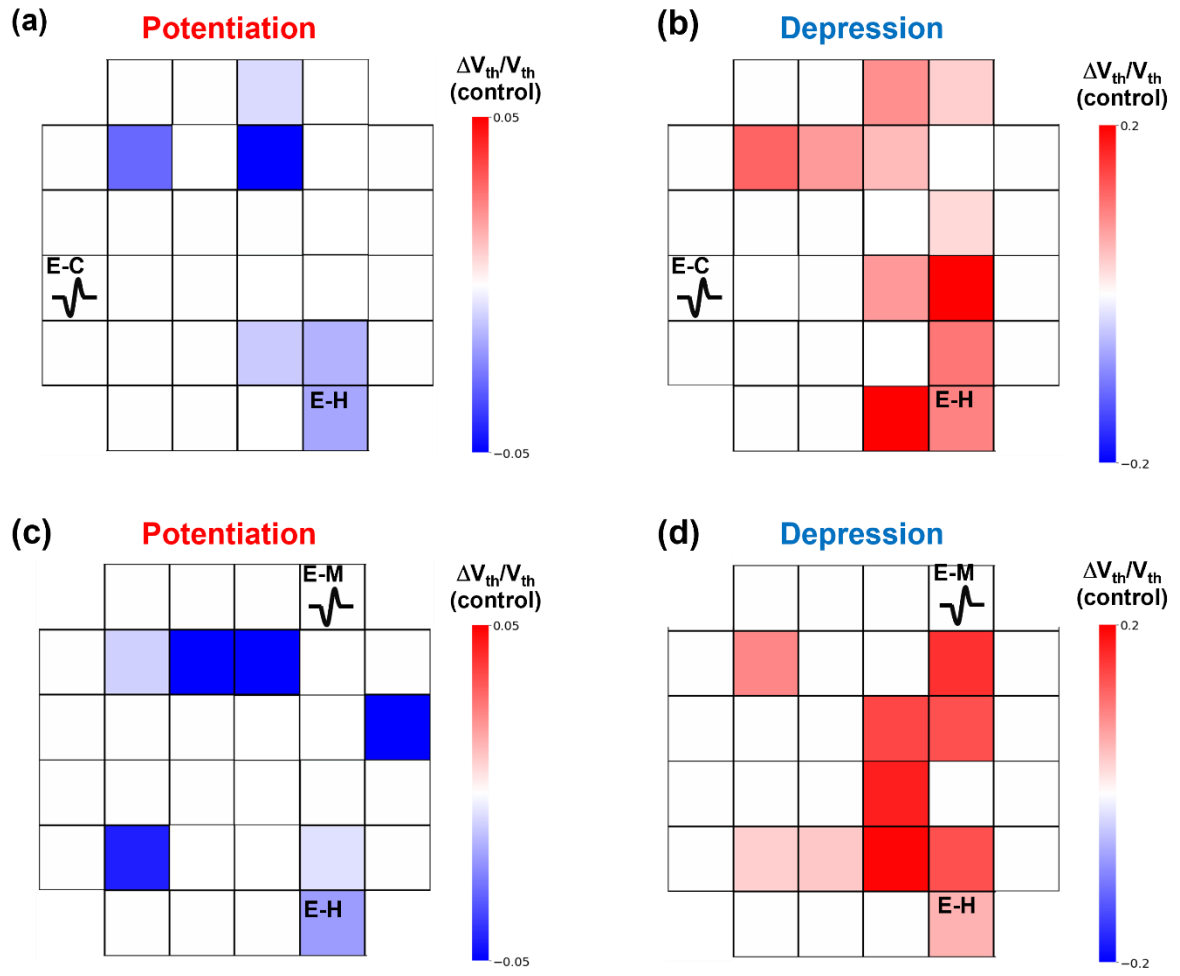 (a)
Potentiation
ΔVth/Vth
(control)
0.05
E-C
E-H
−0.05
(b)
Depression
ΔVth/Vth
(control)
0.2
E-C
E-H
−0.2
(c)
Potentiation
ΔVth/Vth
(control)
E-M
0.05
E-H
−0.05
(d)
Depression
ΔVth/Vth
(control)
E-M
0.2
E-H
−0.2